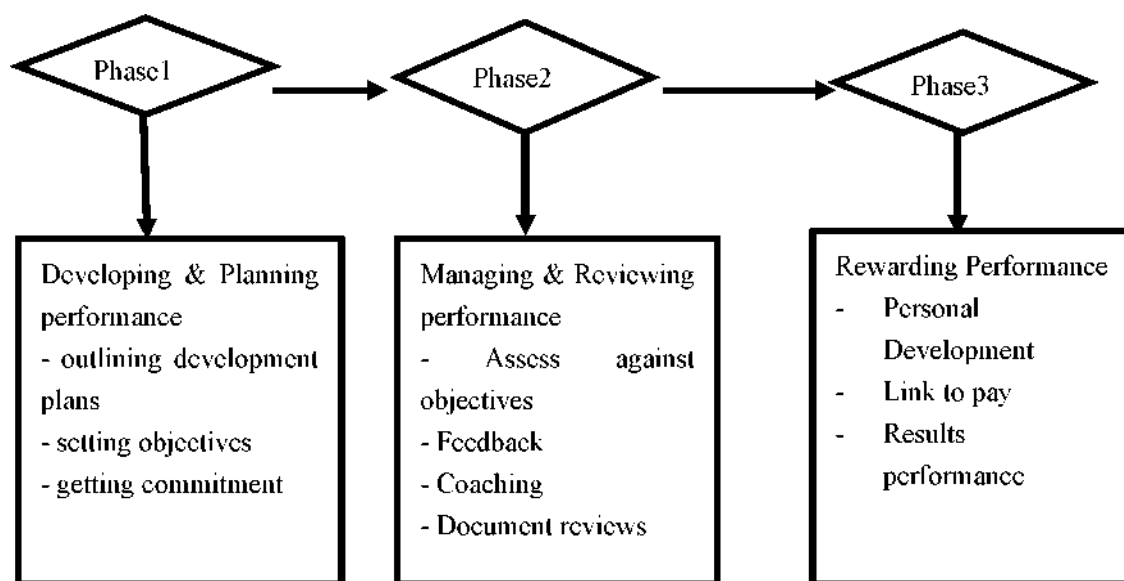 Phase1
Phase2
Phase3
Developing & Planning
performance
- outlining development
plans
- setting objectives
- getting commitment
Managing & Reviewing
performance
- Assess against
objectives
- Feedback
- Coaching
- Document reviews
Rewarding Performance
- Personal
Development
- Link to pay
- Results
performance